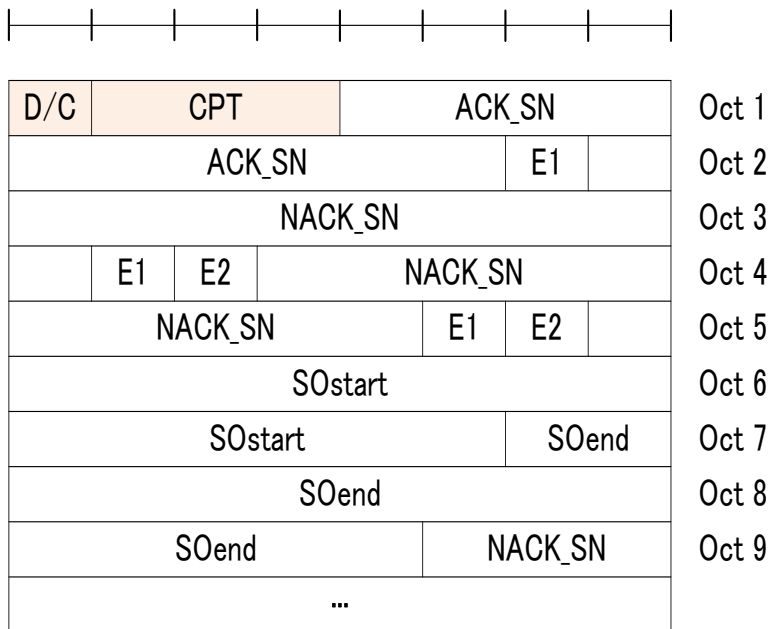 D/C CPT ACK_SN Oct 1
ACK_SN E1 Oct 2
NACK_SN Oct 3
E1 E2 NACK_SN Oct 4
NACK_SN E1 E2 Oct 5
SOstart Oct 6
SOstart SOend Oct 7
SOend Oct 8
SOend NACK_SN Oct 9
...